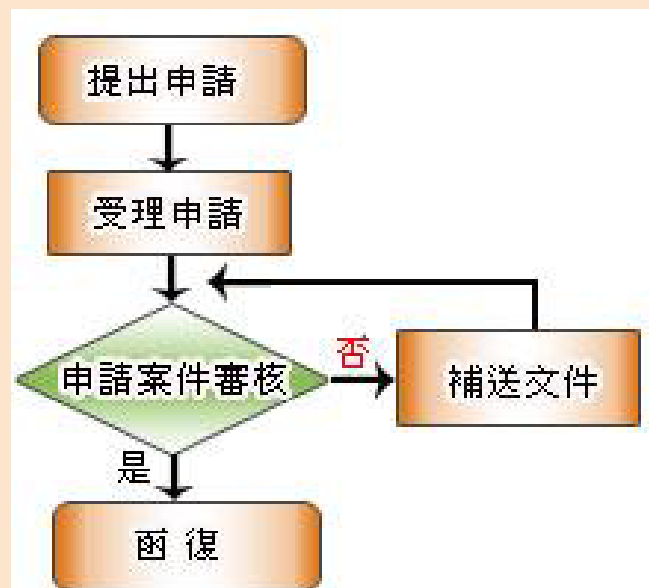 提出申請
受理申請
申請案件審核
否
補送文件
是
函復